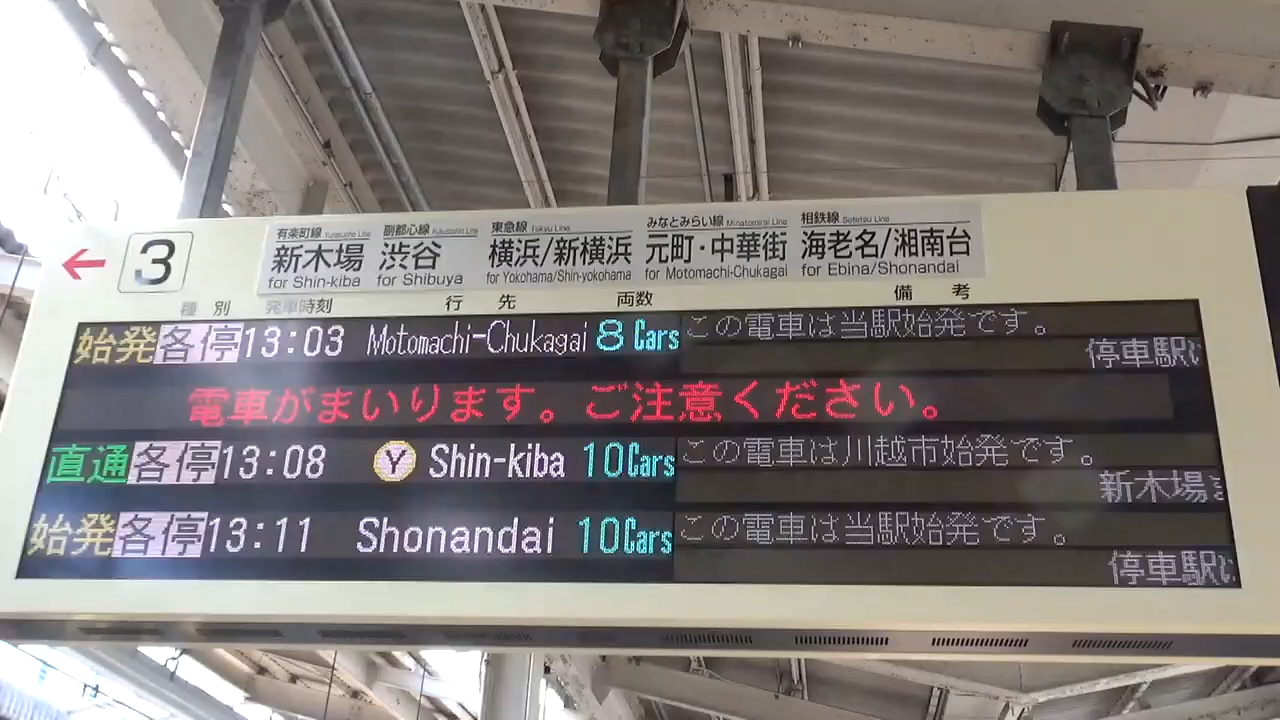 3
有楽町線 Yurakucho Line 副都心線 Fukutoshin Line 東急線 Tokyu Line みなとみらい線 Minatomirai Line 相鉄線 Sotetsu Line
新木場 渋谷 横浜/新横浜 元町・中華街 海老名/湘南台
for Shin-kiba for Shibuya for Yokohama/Shin-yokohama for Motomachi-Chukagai for Ebina/Shonandai
種別 発車時刻 行先 両数 備考
始発 各停 13:03 Motomachi-Chukagai 8 Cars この電車は当駅始発です。
停車駅
電車がまいります。ご注意ください。
直通 各停 13:08 Y Shin-kiba 10Cars この電車は川越市始発です。
新木場ま
始発 各停 13:11 Shonandai 10Cars この電車は当駅始発です。
停車駅